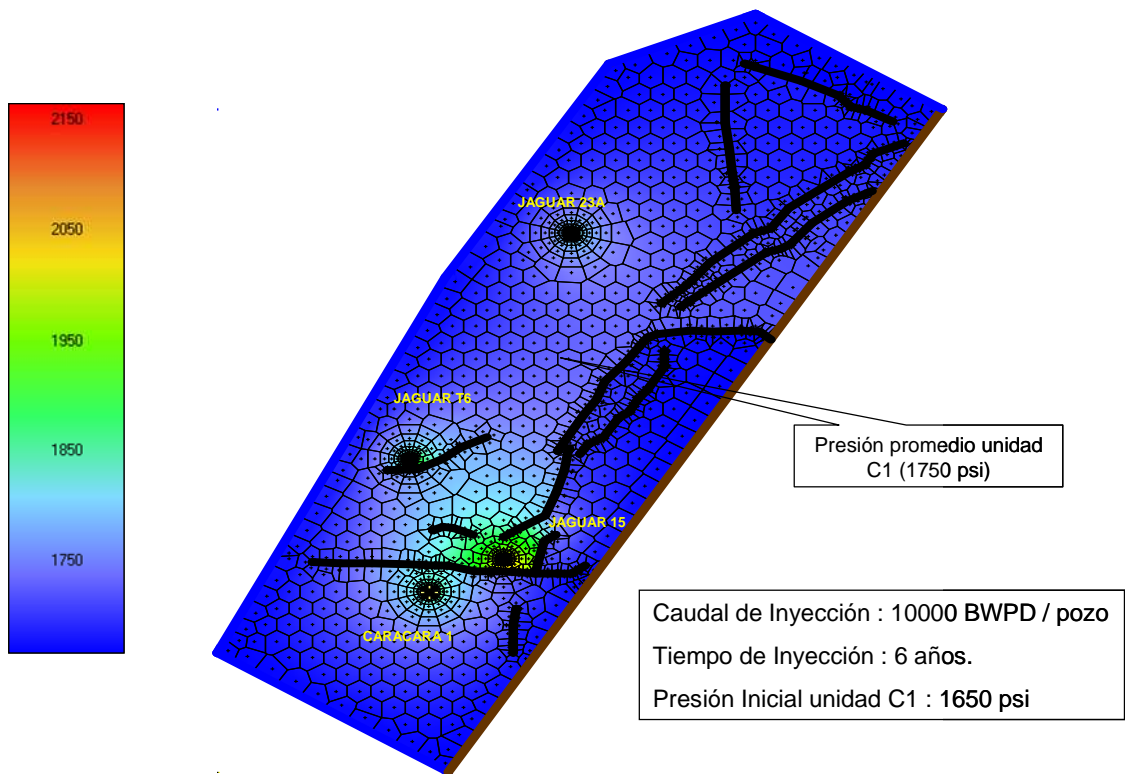 2150
2050
1950
1850
1750
JAGUAR 23A
JAGUAR T6
JAGUAR 15
CARACARA 1
Presión promedio unidad
C1 (1750 psi)
Caudal de Inyección : 10000 BWPD / pozo
Tiempo de Inyección : 6 años.
Presión Inicial unidad C1 : 1650 psi